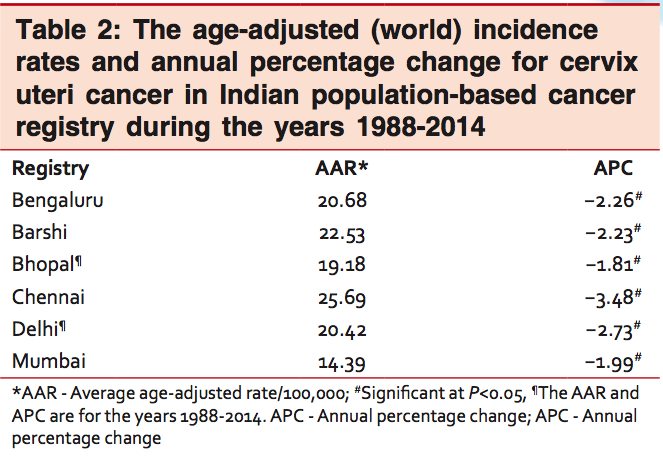 Table 2: The age-adjusted (world) incidence
rates and annual percentage change for cervix
uteri cancer in Indian population-based cancer
registry during the years 1988-2014
Registry AAR* APC
Bengaluru 20.68 −2.26#
Barshi 22.53 −2.23#
Bhopal¶ 19.18 −1.81#
Chennai 25.69 −3.48#
Delhi¶ 20.42 −2.73#
Mumbai 14.39 −1.99#
*AAR - Average age-adjusted rate/100,000; #Significant at P<0.05, ¶The AAR and
APC are for the years 1988-2014. APC - Annual percentage change; APC - Annual
percentage change